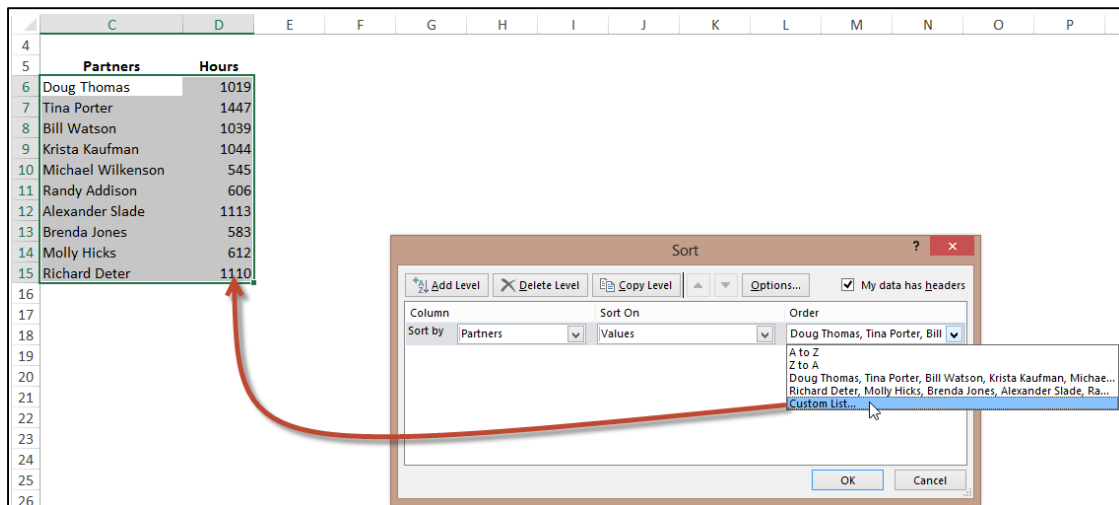 C D E F G H I J K L M N O P
4
5 Partners Hours
6 Doug Thomas 1019
7 Tina Porter 1447
8 Bill Watson 1039
9 Krista Kaufman 1044
10 Michael Wilkenson 545
11 Randy Addison 606
12 Alexander Slade 1113
13 Brenda Jones 583
14 Molly Hicks 612
15 Richard Deter 1110
16
17
18
19
20
21
22
23
24
25
26
Sort ? ×
Add Level Delete Level Copy Level Options... My data has headers
Column Sort On Order
Sort by Partners Values Doug Thomas, Tina Porter, Bill
A to Z
Z to A
Doug Thomas, Tina Porter, Bill Watson, Krista Kaufman, Michae...
Richard Deter, Molly Hicks, Brenda Jones, Alexander Slade, Ra...
Custom List...
OK Cancel